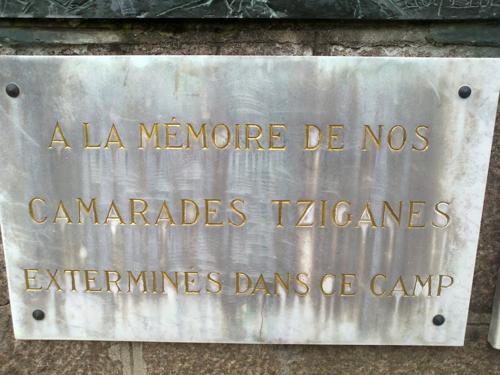 A LA MÉMOIRE DE NOS
CAMARADES TZIGANES
EXTERMINÉS DANS CE CAMP